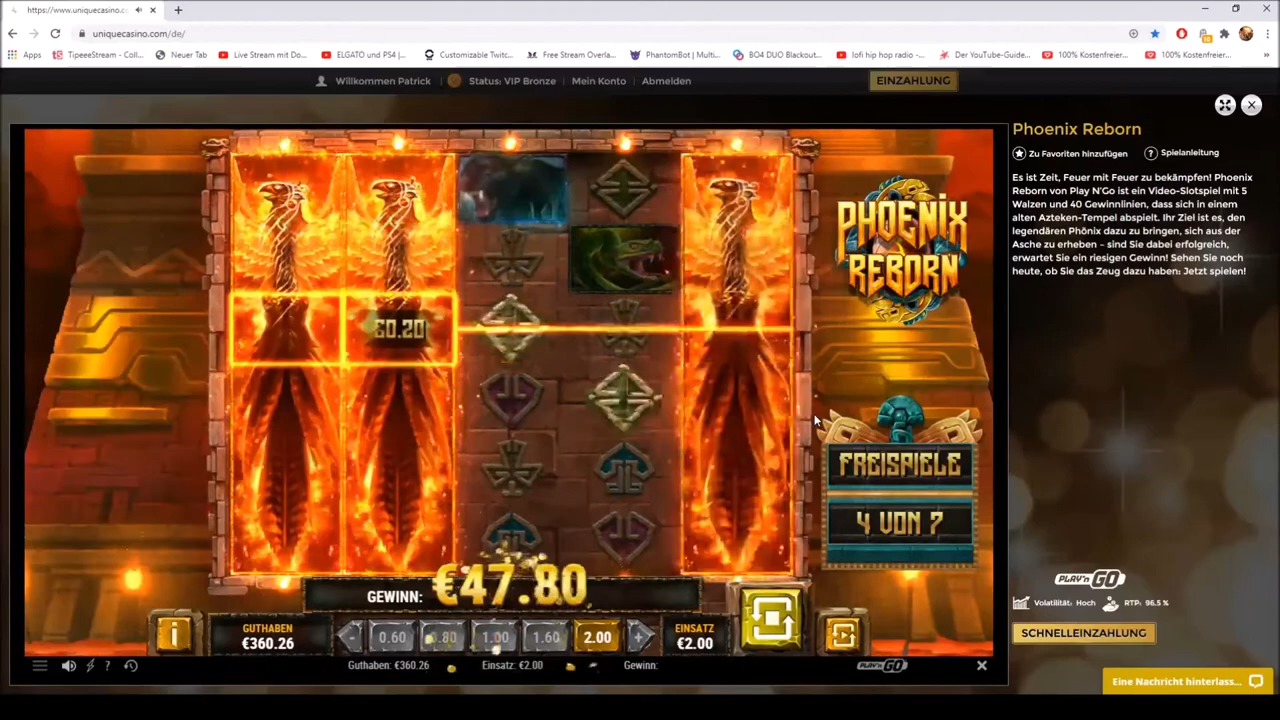 https://www.uniquecasino.c
uniquecasino.com/de/
Apps
TipeeeStream - Coll...
Neuer Tab
Live Stream mit Do...
ELGATO und PS4 |...
Customizable Twitc...
Free Stream Overla...
PhantomBot | Multi...
BO4 DUO Blackout...
lofi hip hop radio -...
Der YouTube-Guide...
100% Kostenfreier...
100% Kostenfreier...
Willkommen Patrick
Status: VIP Bronze
Mein Konto
Abmelden
EINZAHLUNG
Phoenix Reborn
Zu Favoriten hinzufügen
Spielanleitung
Es ist Zeit, Feuer mit Feuer zu bekämpfen! Phoenix
Reborn von Play N'Go ist ein Video-Slotspiel mit 5
Walzen und 40 Gewinnlinien, dass sich in einem
alten Azteken-Tempel abspielt. Ihr Ziel ist es, den
legendären Phönix dazu zu bringen, sich aus der
Asche zu erheben – sind Sie dabei erfolgreich,
erwartet Sie ein riesigen Gewinn! Sehen Sie noch
heute, ob Sie das Zeug dazu haben: Jetzt spielen!
PHOENIX
REBORN
€0.20
FREISPIELE
4 VON 7
GEWINN: €47.80
GUTHABEN
€360.26
- 0.60 0.80 1.00 1.60 2.00 +
EINSATZ
€2.00
Guthaben: €360.26
Einsatz: €2.00
Gewinn:
PLAY'N GO
PLAY'N GO
Volatilität: Hoch
RTP: 96.5 %
SCHNELLEINZAHLUNG
Eine Nachricht hinterlass...